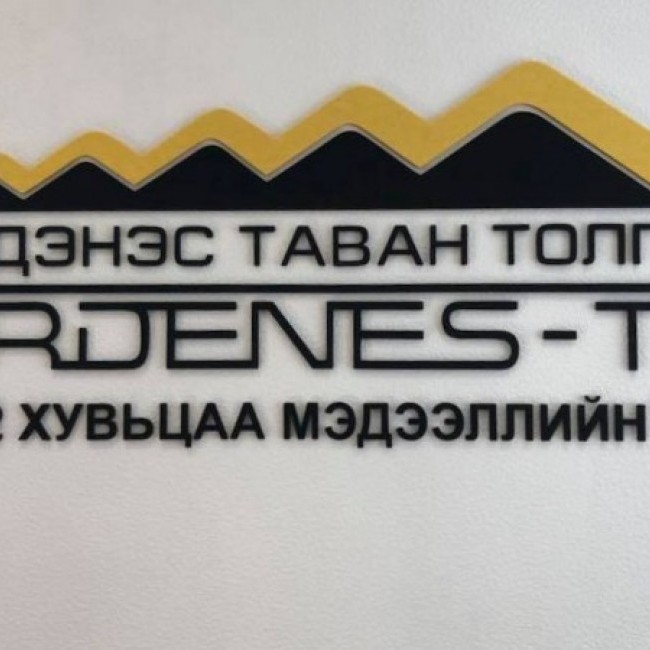 ДЭНЭС ТАВАН ТОЛГ
RDENES - T
ХУВЬЦАА МЭДЭЭЛЛИЙН